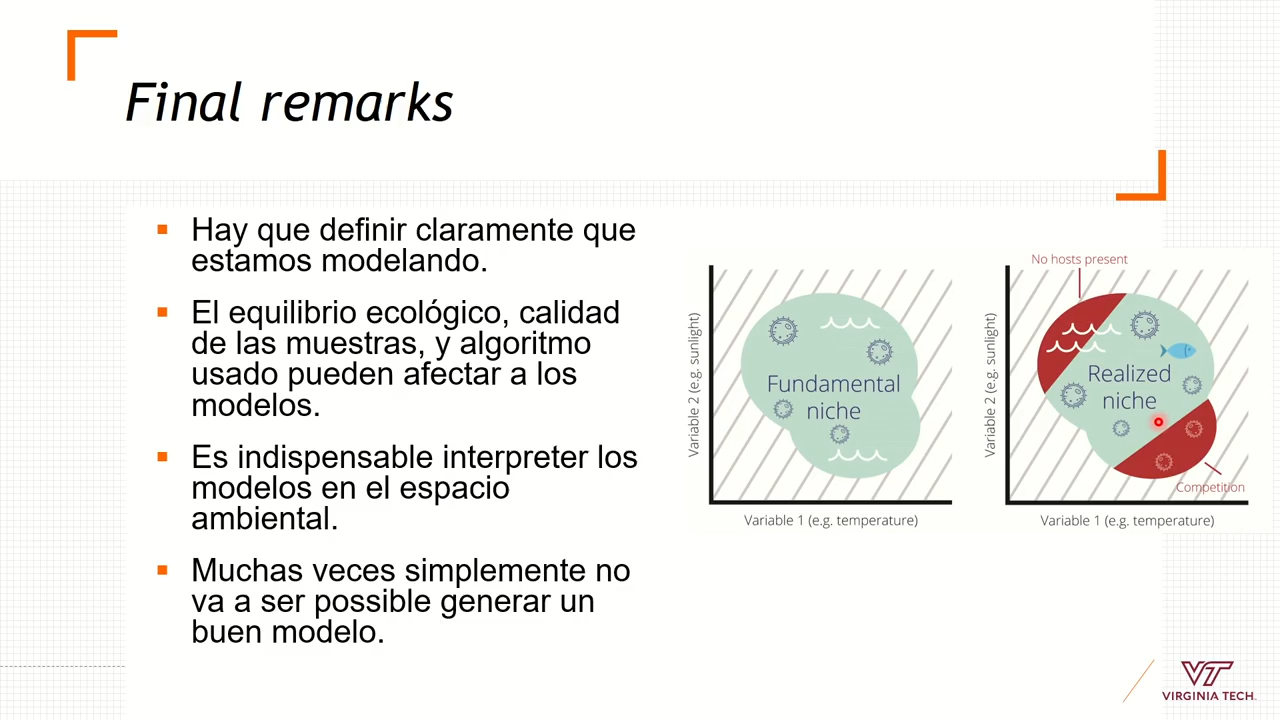 Final remarks
Hay que definir claramente que
estamos modelando.
El equilibrio ecológico, calidad
de las muestras, y algoritmo
usado pueden afectar a los
modelos.
Es indispensable interpreter los
modelos en el espacio
ambiental.
Muchas veces simplemente no
va a ser possible generar un
buen modelo.
Variable 2 (e.g. sunlight)
Fundamental
niche
Variable 1 (e.g. temperature)
No hosts present
Variable 2 (e.g. sunlight)
Realized
niche
Competition
Variable 1 (e.g. temperature)
VT
VIRGINIA TECH